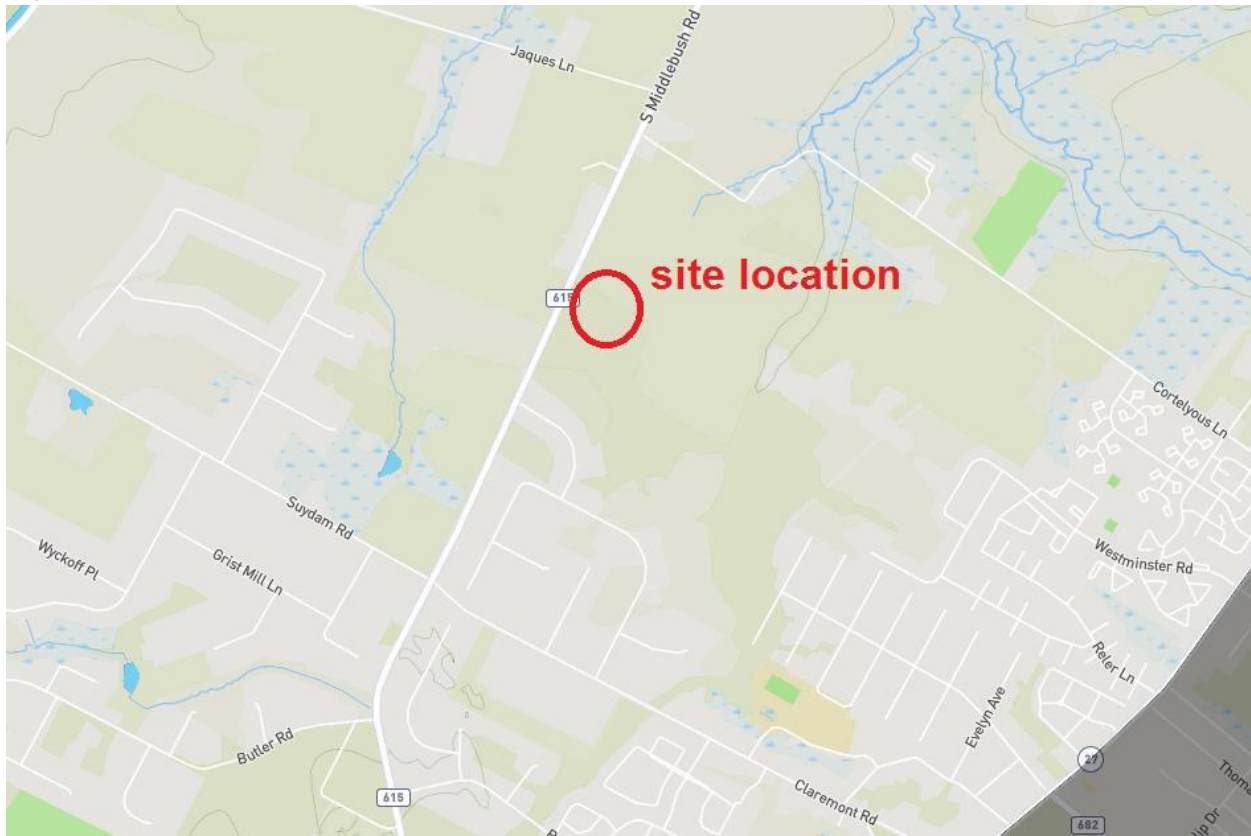 Jaques Ln
S Middlebush Rd
site location
615
Cortelyous Ln
Suydam Rd
Wyckoff Pl
Grist Mill Ln
Westminster Rd
Reler Ln
Evelyn Ave
Butler Rd
27
Claremont Rd
615
682